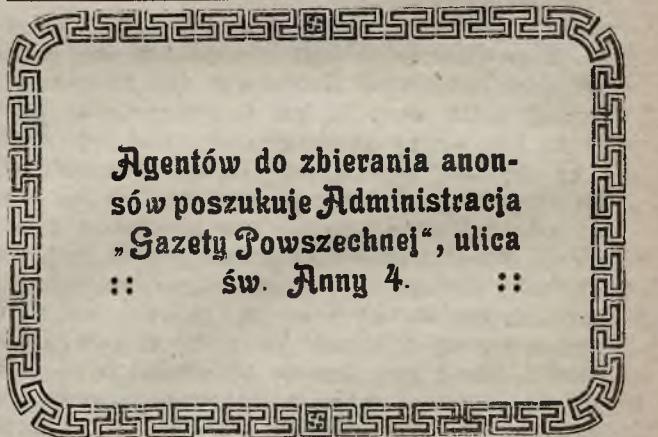 Agentów do zbierania anon-
sów poszukuje Administracja
„Gazety Powszechnej“, ulica
:: św. Anny 4. ::